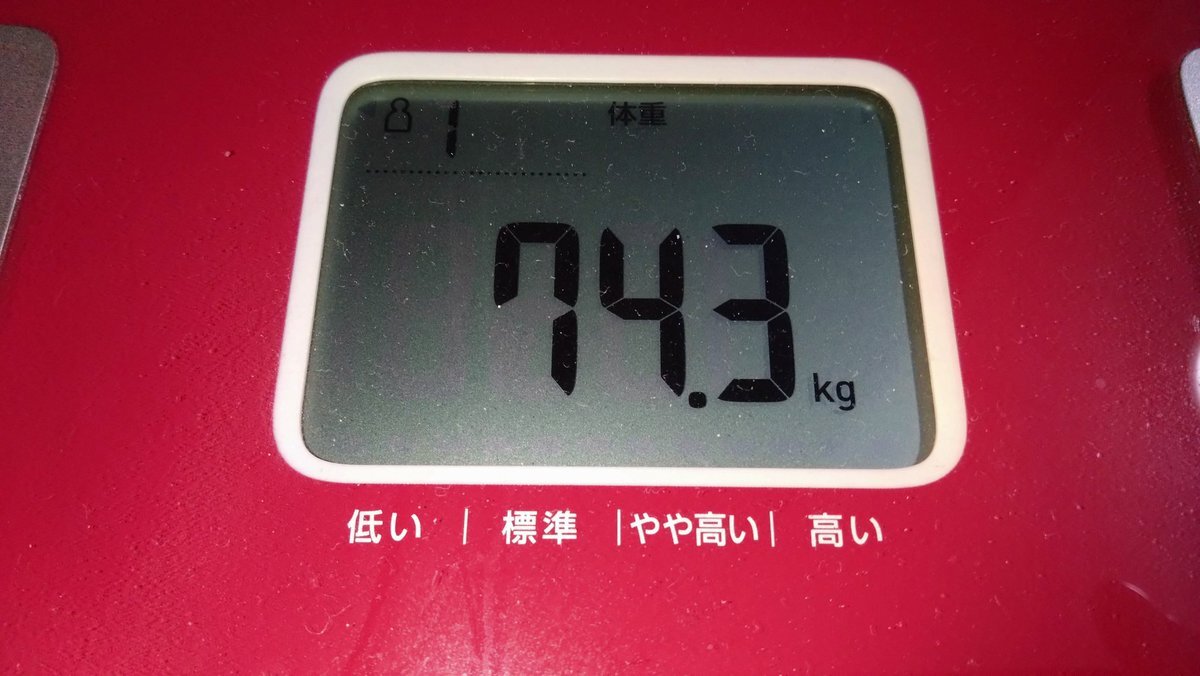 1 体重
74.3 kg
低い | 標準 | やや高い | 高い